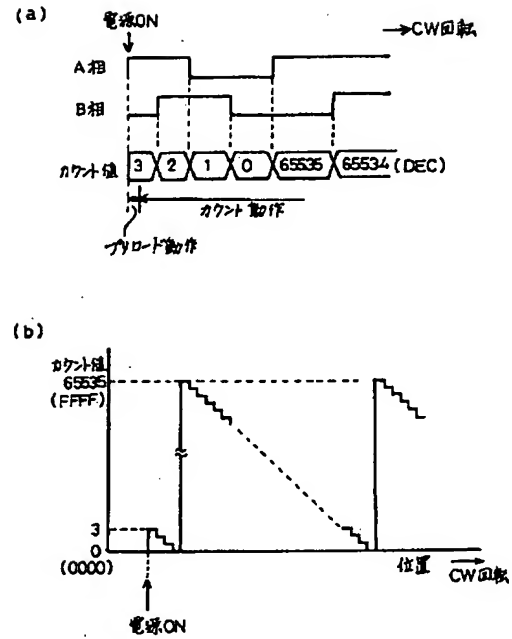 (a)
電源ON
→CW回転
A相
B相
カウント値 3 2 1 0 65535 65534 (DEC)
カウント動作
プリロード動作
(b)
カウント値
65535
(FFFF)
3
0
(0000)
位置
CW回転
電源ON